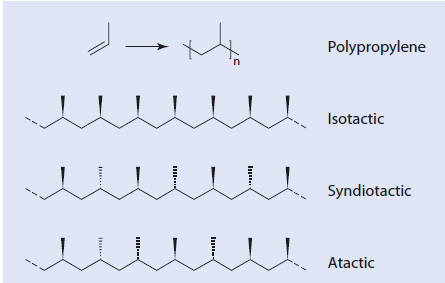 Polypropylene
n
Isotactic
Syndiotactic
Atactic